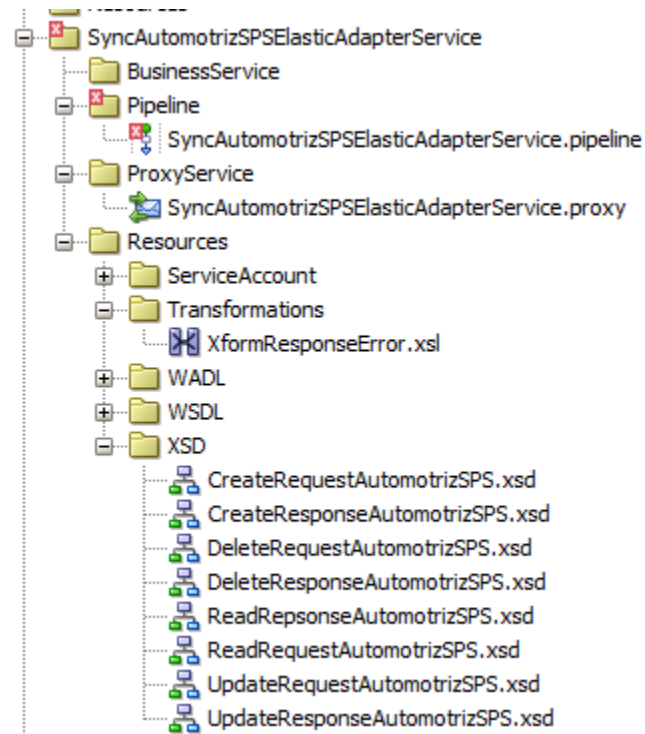 Resources
SyncAutomotrizSPSElasticAdapterService
BusinessService
Pipeline
SyncAutomotrizSPSElasticAdapterService.pipeline
ProxyService
SyncAutomotrizSPSElasticAdapterService.proxy
Resources
ServiceAccount
Transformations
XformResponseError.xsl
WADL
WSDL
XSD
CreateRequestAutomotrizSPS.xsd
CreateResponseAutomotrizSPS.xsd
DeleteRequestAutomotrizSPS.xsd
DeleteResponseAutomotrizSPS.xsd
ReadRepsonseAutomotrizSPS.xsd
ReadRequestAutomotrizSPS.xsd
UpdateRequestAutomotrizSPS.xsd
UpdateResponseAutomotrizSPS.xsd